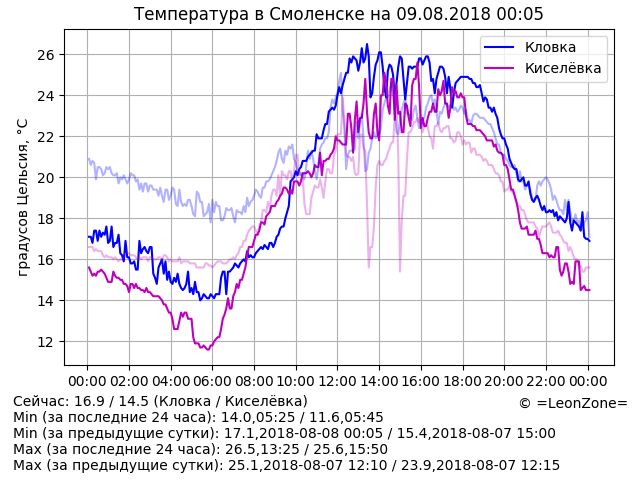 Температура в Смоленске на 09.08.2018 00:05
Кловка
Киселёвка
градусов Цельсия, °C
26
24
22
20
18
16
14
12
00:00 02:00 04:00 06:00 08:00 10:00 12:00 14:00 16:00 18:00 20:00 22:00 00:00
Сейчас: 16.9 / 14.5 (Кловка / Киселёвка)
© =LeonZone=
Min (за последние 24 часа): 14.0,05:25 / 11.6,05:45
Min (за предыдущие сутки): 17.1,2018-08-08 00:05 / 15.4,2018-08-07 15:00
Max (за последние 24 часа): 26.5,13:25 / 25.6,15:50
Max (за предыдущие сутки): 25.1,2018-08-07 12:10 / 23.9,2018-08-07 12:15